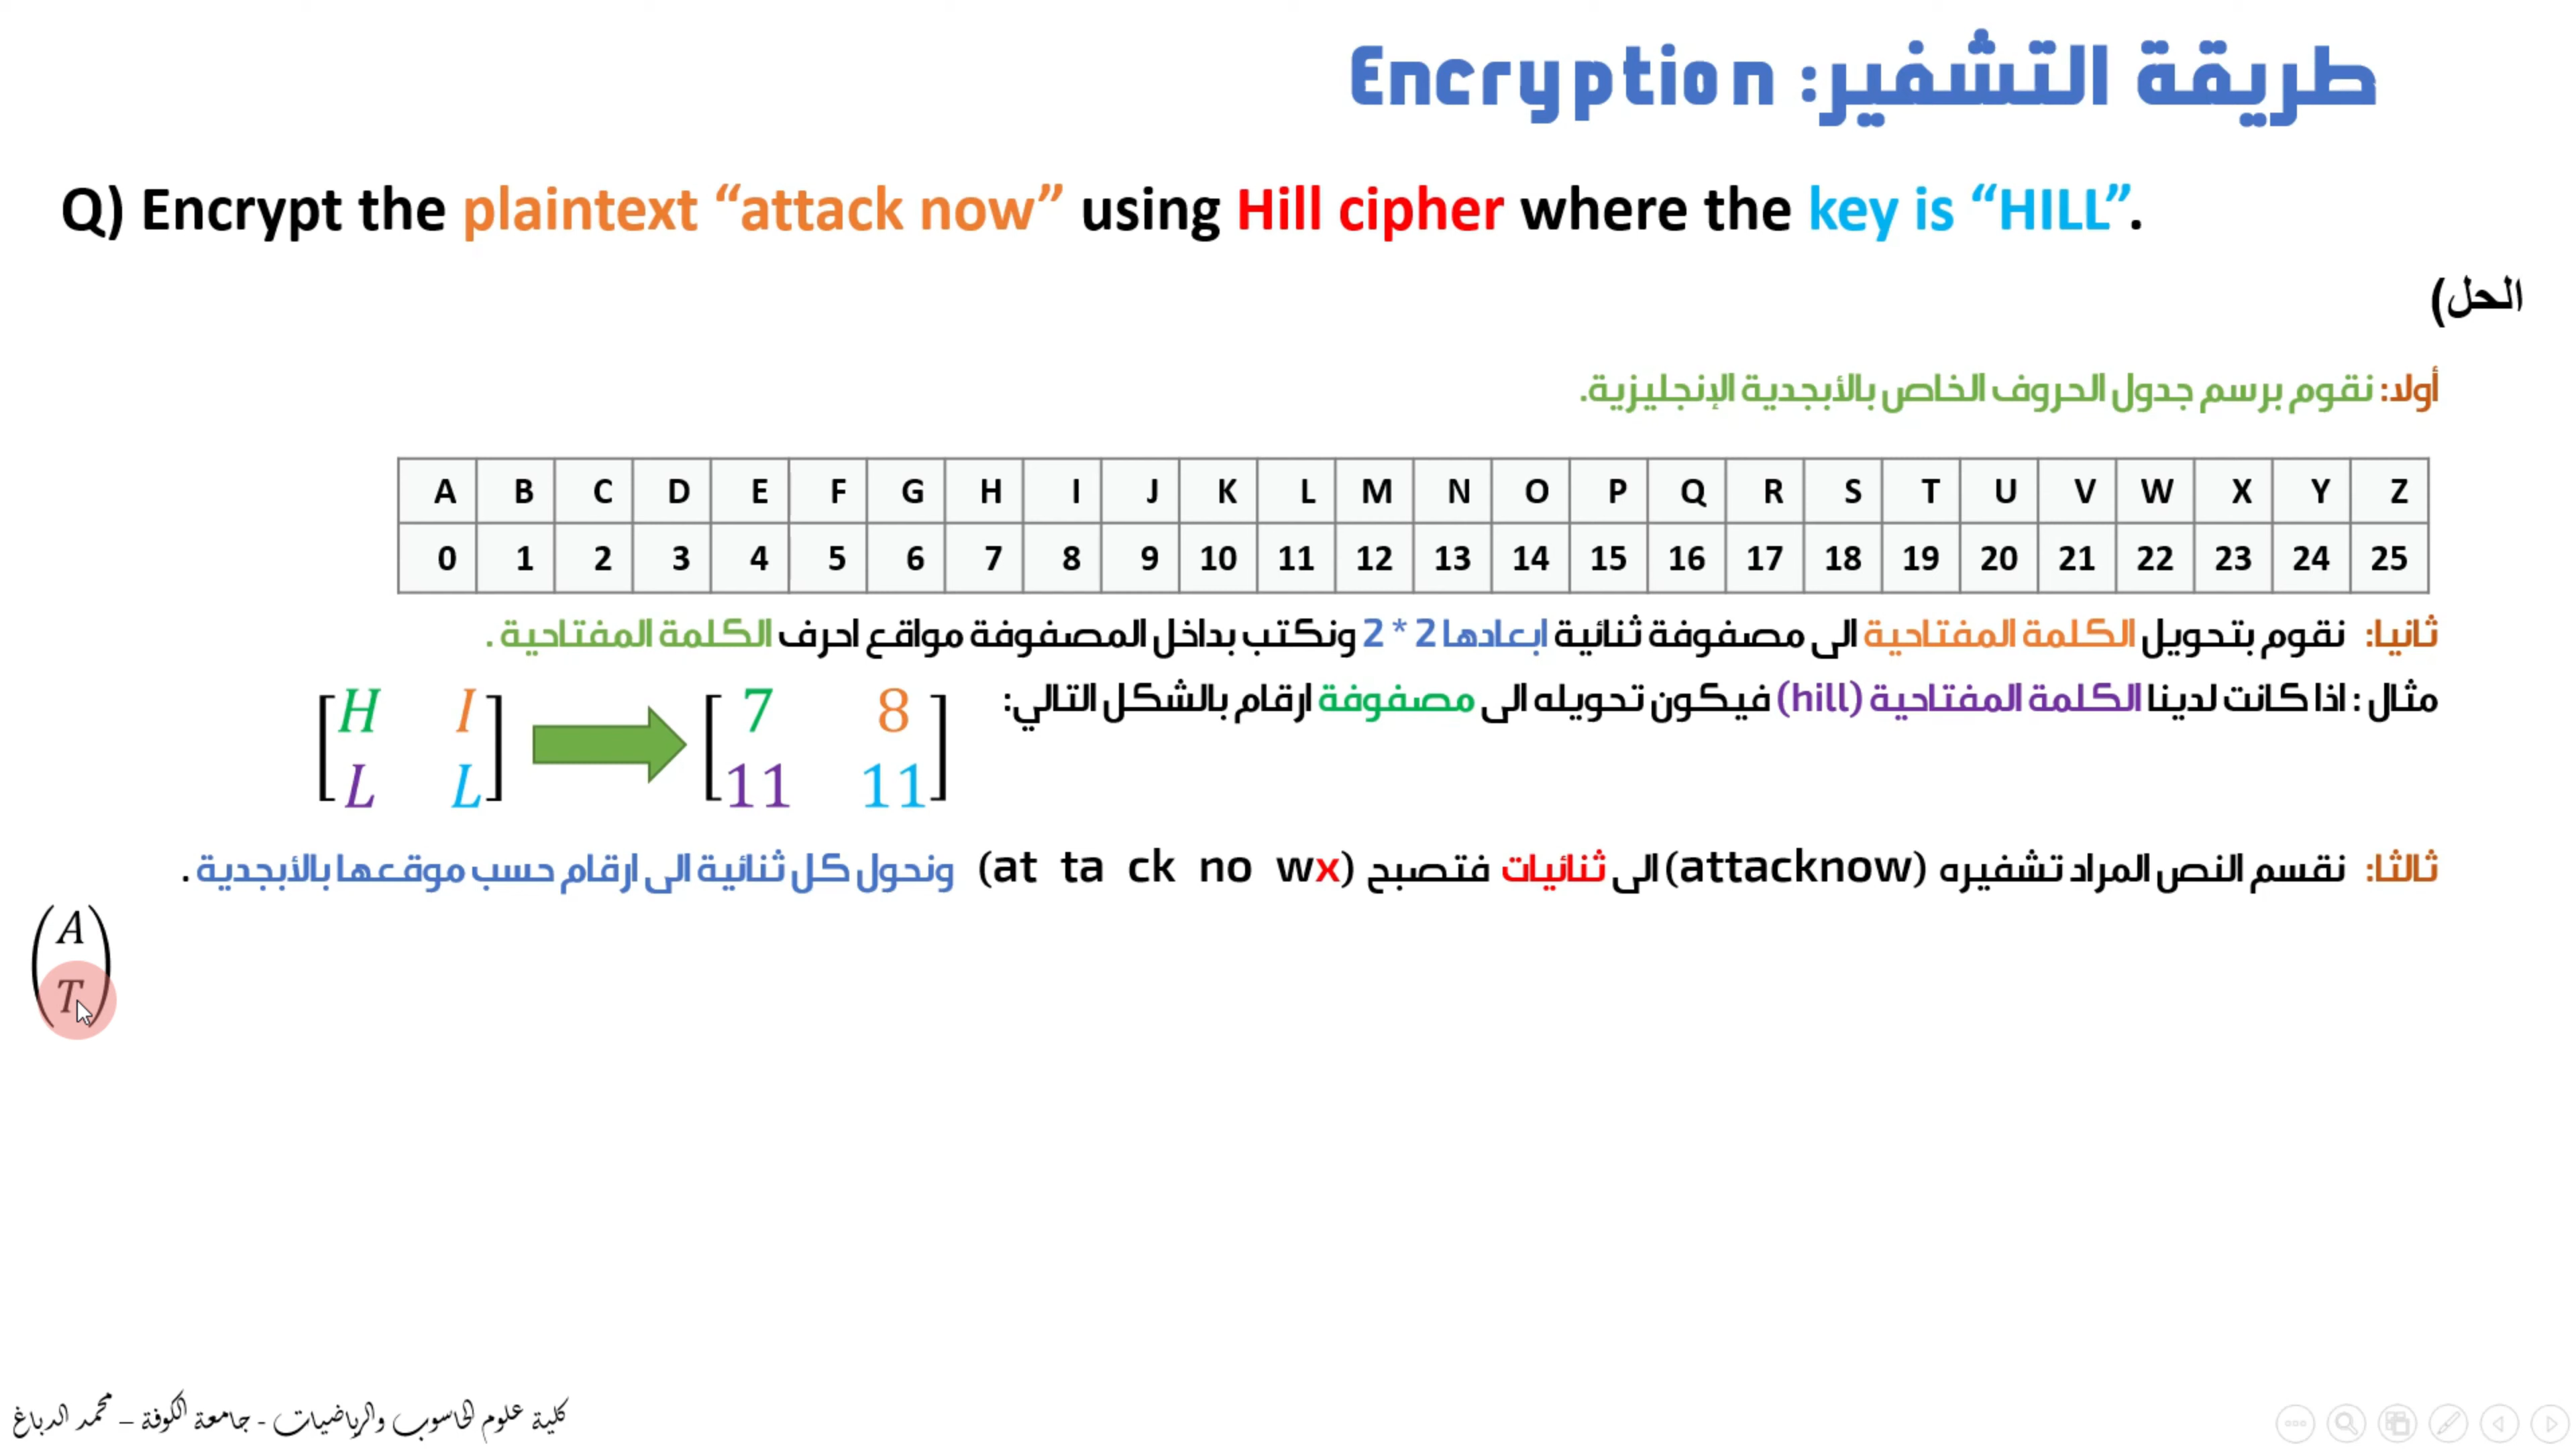 طريقة التشفير: Encryption
Q) Encrypt the plaintext “attack now” using Hill cipher where the key is “HILL”.
الحل)
أولا: نقوم برسم جدول الحروف الخاص بالأبجدية الإنجليزية.
A B C D E F G H I J K L M N O P Q R S T U V W X Y Z
0 1 2 3 4 5 6 7 8 9 10 11 12 13 14 15 16 17 18 19 20 21 22 23 24 25
ثانيا: نقوم بتحويل الكلمة المفتاحية الى مصفوفة ثنائية ابعادها 2 * 2 ونكتب بداخل المصفوفة مواقع احرف الكلمة المفتاحية .
مثال : اذا كانت لدينا الكلمة المفتاحية (hill) فيكون تحويله الى مصفوفة ارقام بالشكل التالي:
H I 7 8
L L 11 11
ثالثا: نقسم النص المراد تشفيره (attacknow) الى ثنائيات فتصبح (at ta ck no wx) ونحول كل ثنائية الى ارقام حسب موقعها بالأبجدية .
A
T
كلية علوم الحاسوب والرياضيات - جامعة الكوفة – محمد الدباغ